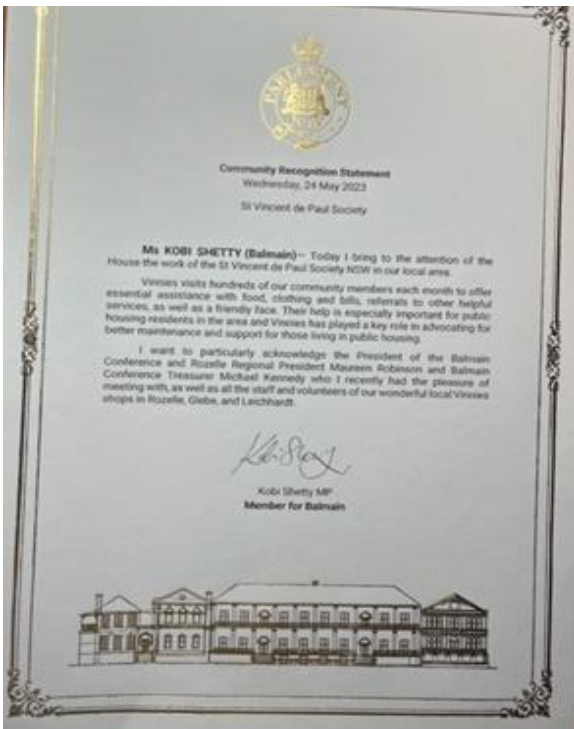 PARLIAMENT
Community Recognition Statement
Wednesday, 24 May 2023
St Vincent de Paul Society
Ms KOBI SHETTY (Balmain)— Today I bring to the attention of the
House the work of the St Vincent de Paul Society NSW in our local area.
Vinnies visits hundreds of our community members each month to offer
essential assistance with food, clothing and bills, referrals to other helpful
services, as well as a friendly face. Their help is especially important for public
housing residents in the area and Vinnies has played a key role in advocating for
better maintenance and support for those living in public housing.
I want to particularly acknowledge the President of the Balmain
Conference and Rozelle Regional President Maureen Robinson and Balmain
Conference Treasurer Michael Kennedy who I recently had the pleasure of
meeting with, as well as all the staff and volunteers of our wonderful local Vinnies
shops in Rozelle, Glebe, and Leichhardt.
Kobi Shetty
Kobi Shetty MP
Member for Balmain